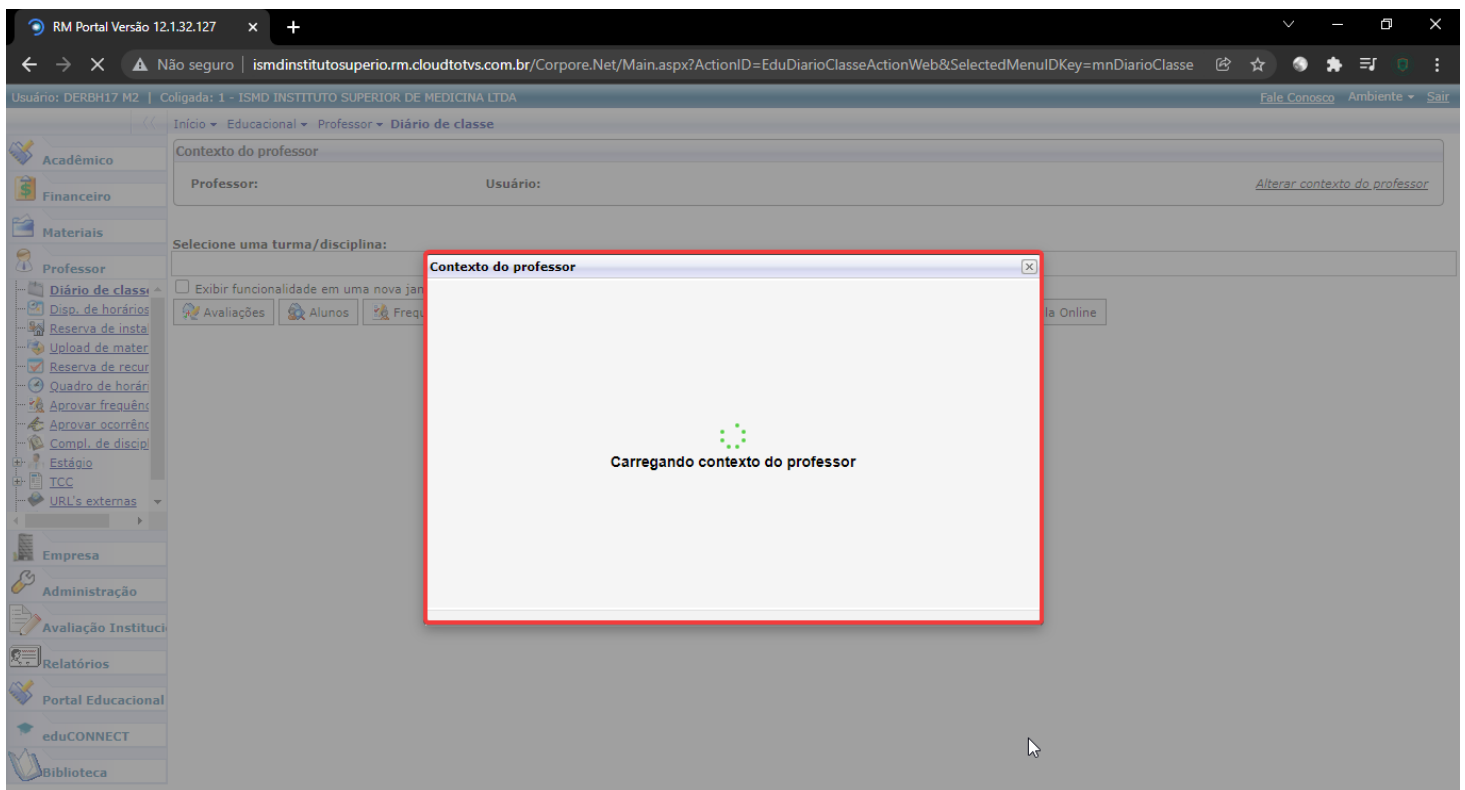 RM Portal Versão 12.1.32.127
Não seguro | ismdinstitutosuperio.rm.cloudtotvs.com.br/Corpore.Net/Main.aspx?ActionID=EduDiarioClasseActionWeb&SelectedMenuIDKey=mnDiarioClasse
Usuário: DERBH17 M2 | Coligada: 1 - ISMD INSTITUTO SUPERIOR DE MEDICINA LTDA
Fale Conosco Ambiente Sair
Início Educacional Professor Diário de classe
Contexto do professor
Professor: Usuário: Alterar contexto do professor
Selecione uma turma/disciplina:
Exibir funcionalidade em uma nova jan
Avaliações Alunos Frequ la Online
Contexto do professor
Carregando contexto do professor
Acadêmico
Financeiro
Materiais
Professor
Diário de classe
Disp. de horários
Reserva de instal
Upload de mater
Reserva de recur
Quadro de horári
Aprovar frequênc
Aprovar ocorrênc
Compl. de discipl
Estágio
TCC
URL's externas
Empresa
Administração
Avaliação Instituci
Relatórios
Portal Educacional
eduCONNECT
Biblioteca